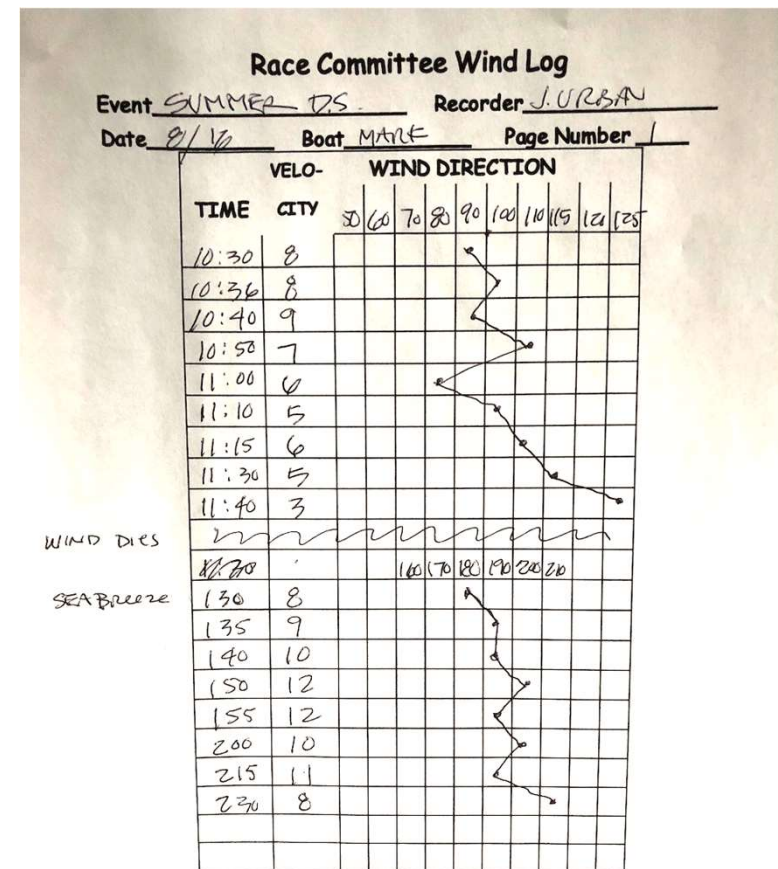 Race Committee Wind Log
Event SUMMER D.S. Recorder J. URBAN
Date 8/ Boat MARK Page Number 1
VELO- WIND DIRECTION
TIME CITY 50 60 70 80 90 100 110 115 121 125
10:30 8
10:36 8
10:40 9
10:50 7
11:00 6
11:10 5
11:15 6
11:30 5
11:40 3
WIND DIES
160 170 180 190 200 210
SEABREEZE 130 8
135 9
140 10
150 12
155 12
200 10
215 11
230 8